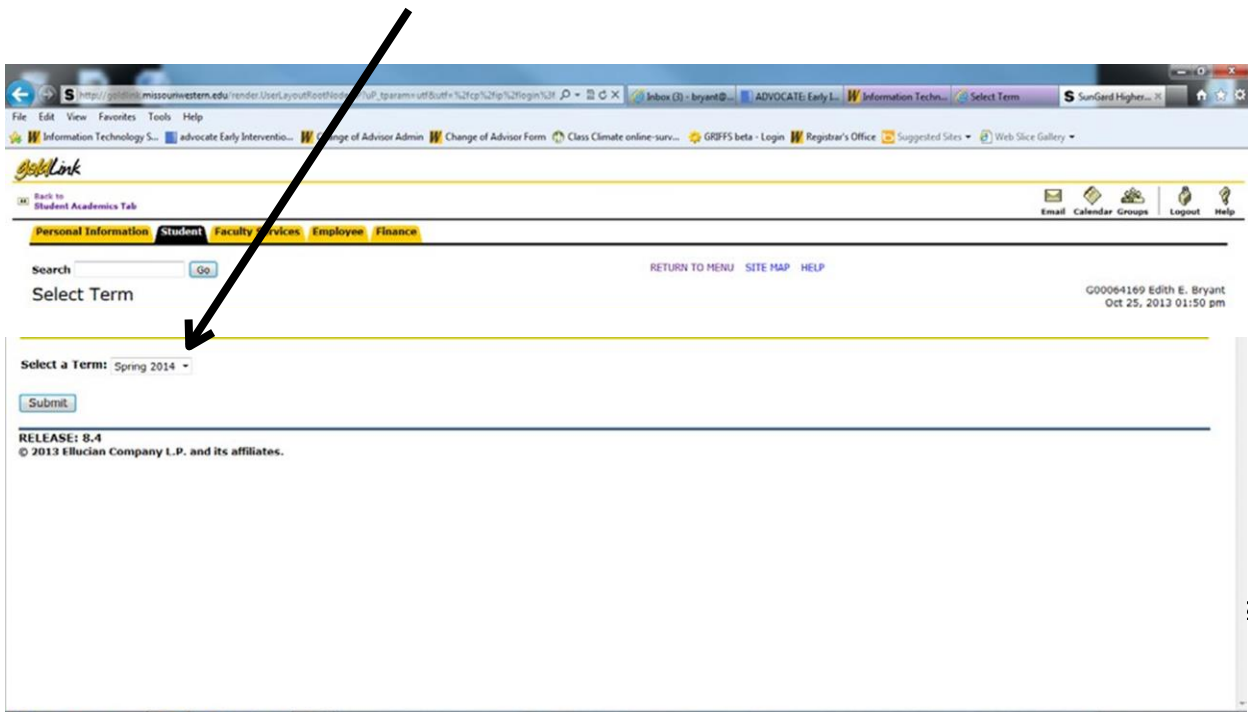 http://goldlink.missouriwestern.edu/render.UserLayoutRootNode. Inbox (3) - bryant@... ADVOCATE: Early I... Information Techn... Select Term SunGard Higher...
File Edit View Favorites Tools Help
Information Technology S... advocate Early Interventio... Change of Advisor Admin Change of Advisor Form Class Climate online-surv... GRIFFS beta - Login Registrar's Office Suggested Sites Web Slice Gallery
goldLink
Back to
Student Academics Tab
Email Calendar Groups Logout Help
Personal Information Student Faculty Services Employee Finance
Search Go RETURN TO MENU SITE MAP HELP
Select Term G00064169 Edith E. Bryant
Oct 25, 2013 01:50 pm
Select a Term: Spring 2014
Submit
RELEASE: 8.4
© 2013 Ellucian Company L.P. and its affiliates.